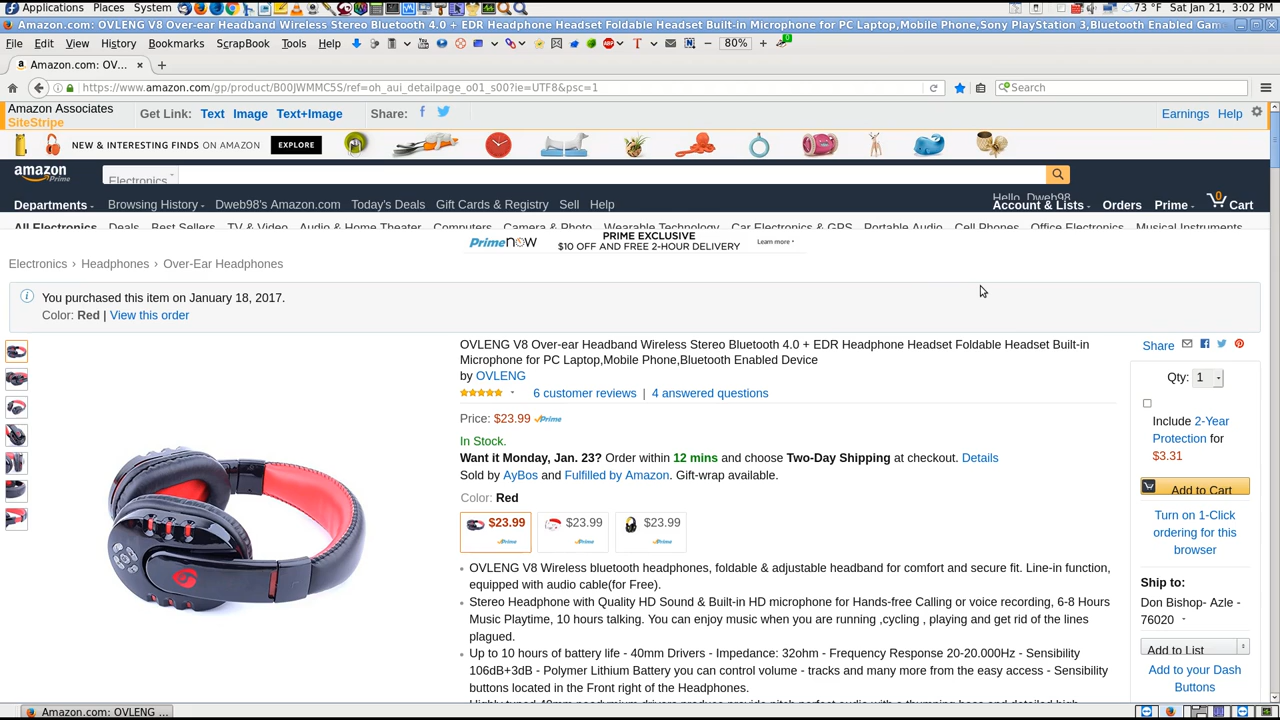 Applications Places System 73 °F Sat Jan 21, 3:02 PM
Amazon.com: OVLENG V8 Over-ear Headband Wireless Stereo Bluetooth 4.0 + EDR Headphone Headset Foldable Headset Built-in Microphone for PC Laptop,Mobile Phone,Sony PlayStation 3,Bluetooth Enabled Gam
File Edit View History Bookmarks ScrapBook Tools Help 80%
Amazon.com: OV...
https://www.amazon.com/gp/product/B00JWMMC5S/ref=oh_aui_detailpage_o01_s00?ie=UTF8&psc=1 Search
Amazon Associates
SiteStripe
Get Link: Text Image Text+Image Share: Earnings Help
NEW & INTERESTING FINDS ON AMAZON EXPLORE
amazon Prime
Electronics
Hello, Dweb98
Departments Browsing History Dweb98's Amazon.com Today's Deals Gift Cards & Registry Sell Help Account & Lists Orders Prime 0 Cart
All Electronics Deals Best Sellers TV & Video Audio & Home Theater Computers Camera & Photo Wearable Technology Car Electronics & GPS Portable Audio Cell Phones Office Electronics Musical Instruments
Prime now PRIME EXCLUSIVE
$10 OFF AND FREE 2-HOUR DELIVERY Learn more
Electronics › Headphones › Over-Ear Headphones
You purchased this item on January 18, 2017.
Color: Red | View this order
OVLENG V8 Over-ear Headband Wireless Stereo Bluetooth 4.0 + EDR Headphone Headset Foldable Headset Built-in
Microphone for PC Laptop,Mobile Phone,Bluetooth Enabled Device
by OVLENG
6 customer reviews | 4 answered questions
Price: $23.99 Prime
In Stock.
Want it Monday, Jan. 23? Order within 12 mins and choose Two-Day Shipping at checkout. Details
Sold by AyBos and Fulfilled by Amazon. Gift-wrap available.
Color: Red
$23.99 $23.99 $23.99
Prime Prime Prime
• OVLENG V8 Wireless bluetooth headphones, foldable & adjustable headband for comfort and secure fit. Line-in function,
equipped with audio cable(for Free).
• Stereo Headphone with Quality HD Sound & Built-in HD microphone for Hands-free Calling or voice recording, 6-8 Hours
Music Playtime, 10 hours talking. You can enjoy music when you are running ,cycling , playing and get rid of the lines
plagued.
• Up to 10 hours of battery life - 40mm Drivers - Impedance: 32ohm - Frequency Response 20-20.000Hz - Sensibility
106dB+3dB - Polymer Lithium Battery you can control volume - tracks and many more from the easy access - Sensibility
buttons located in the Front right of the Headphones.
Share
Qty: 1
Include 2-Year
Protection for
$3.31
Add to Cart
Turn on 1-Click
ordering for this
browser
Ship to:
Don Bishop- Azle -
76020
Add to List
Add to your Dash
Buttons
Amazon.com: OVLENG ...